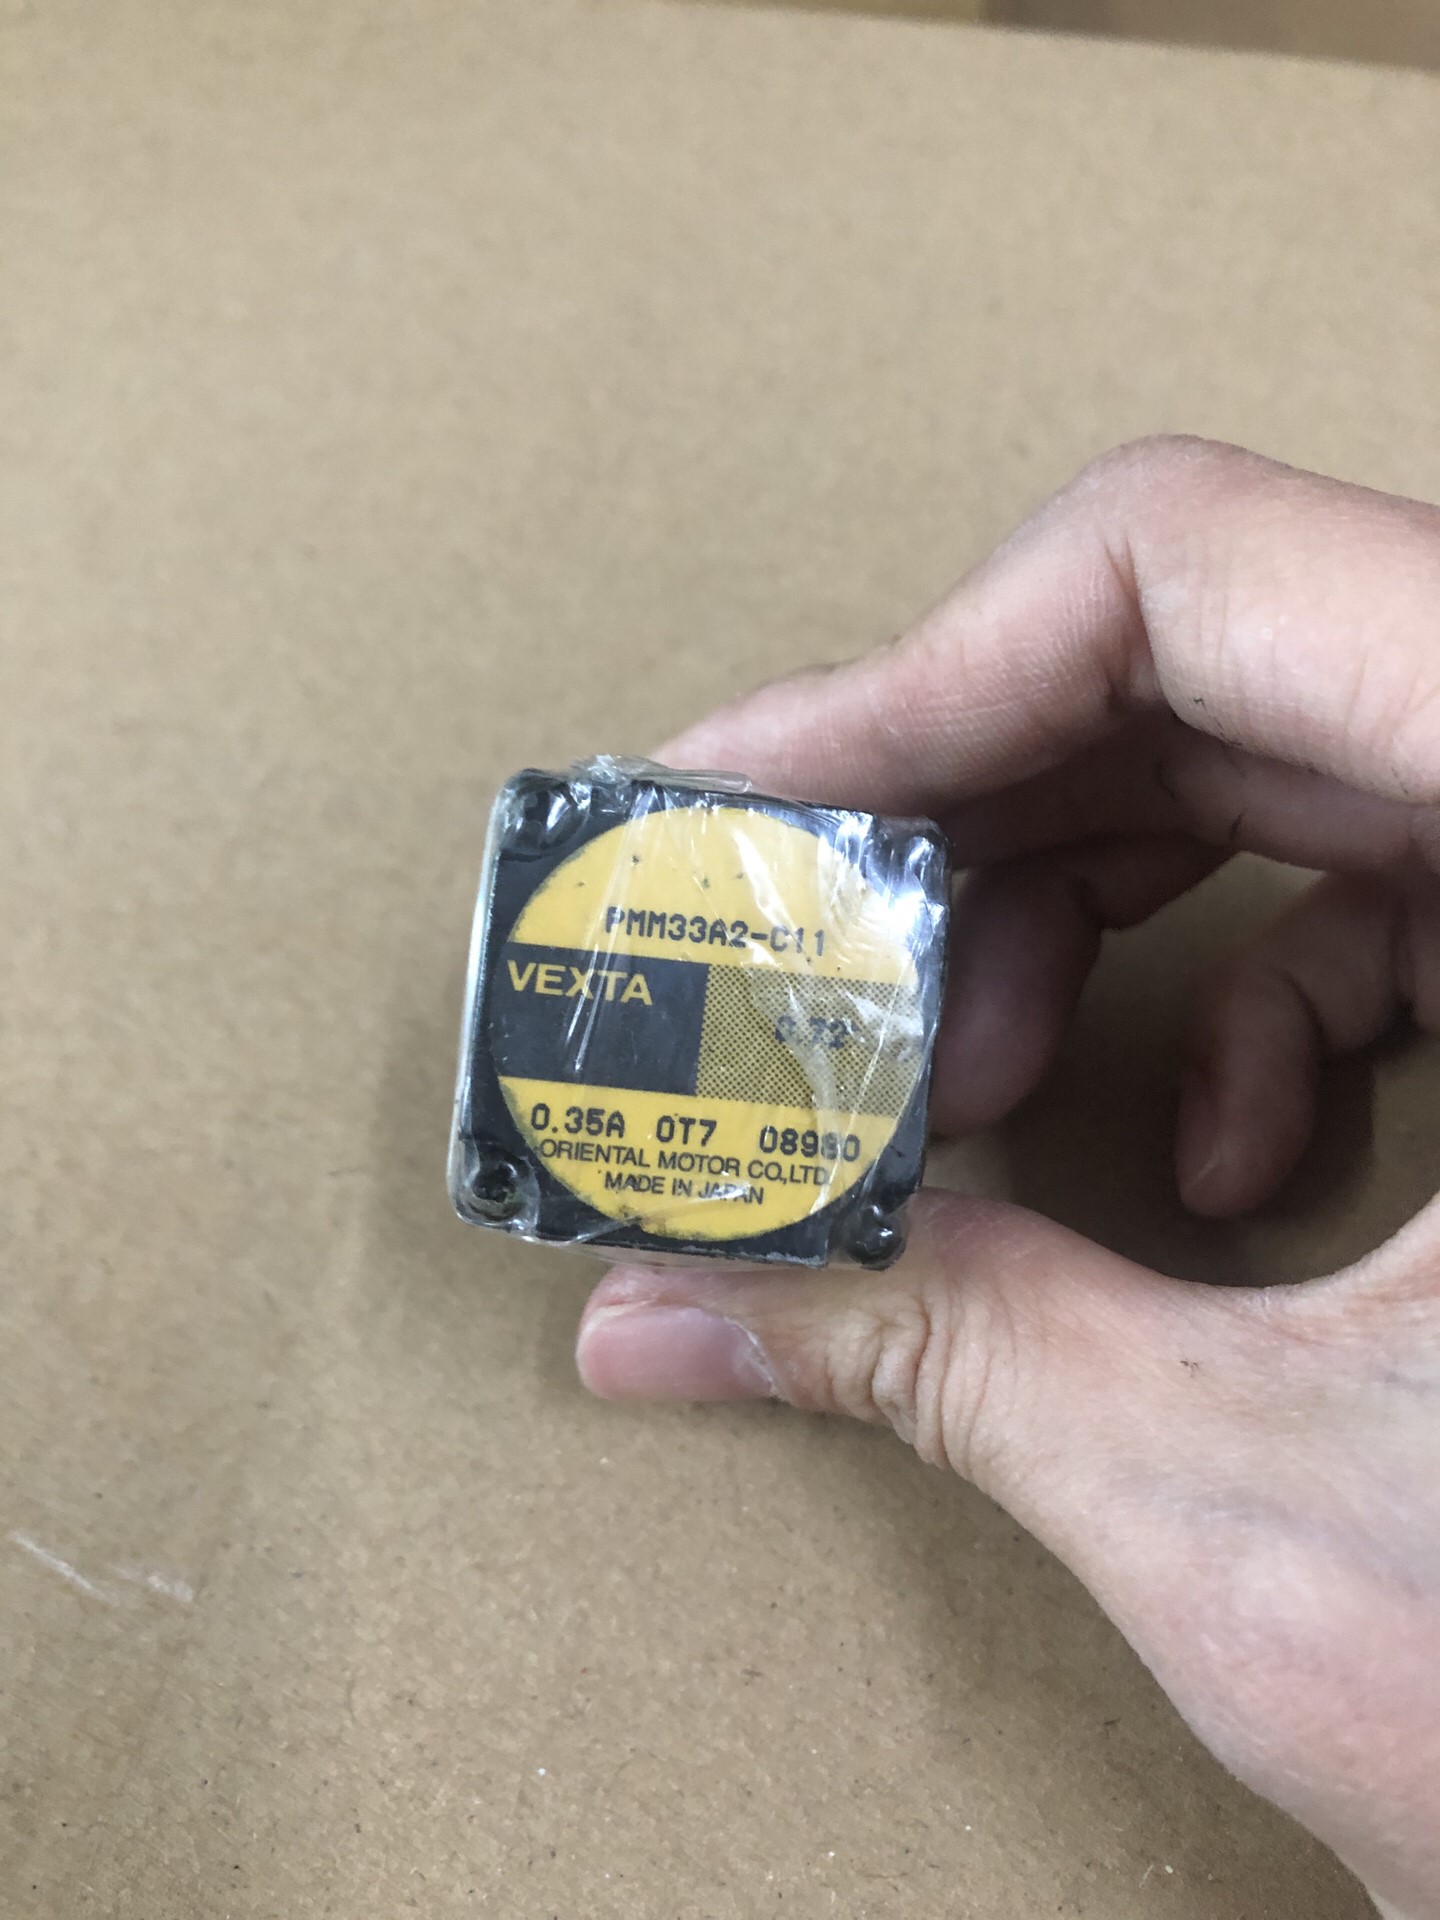 PMM33A2-C11
VEXTA
0.72°
0.35A 0T7 08980
ORIENTAL MOTOR CO,LTD.
MADE IN JAPAN